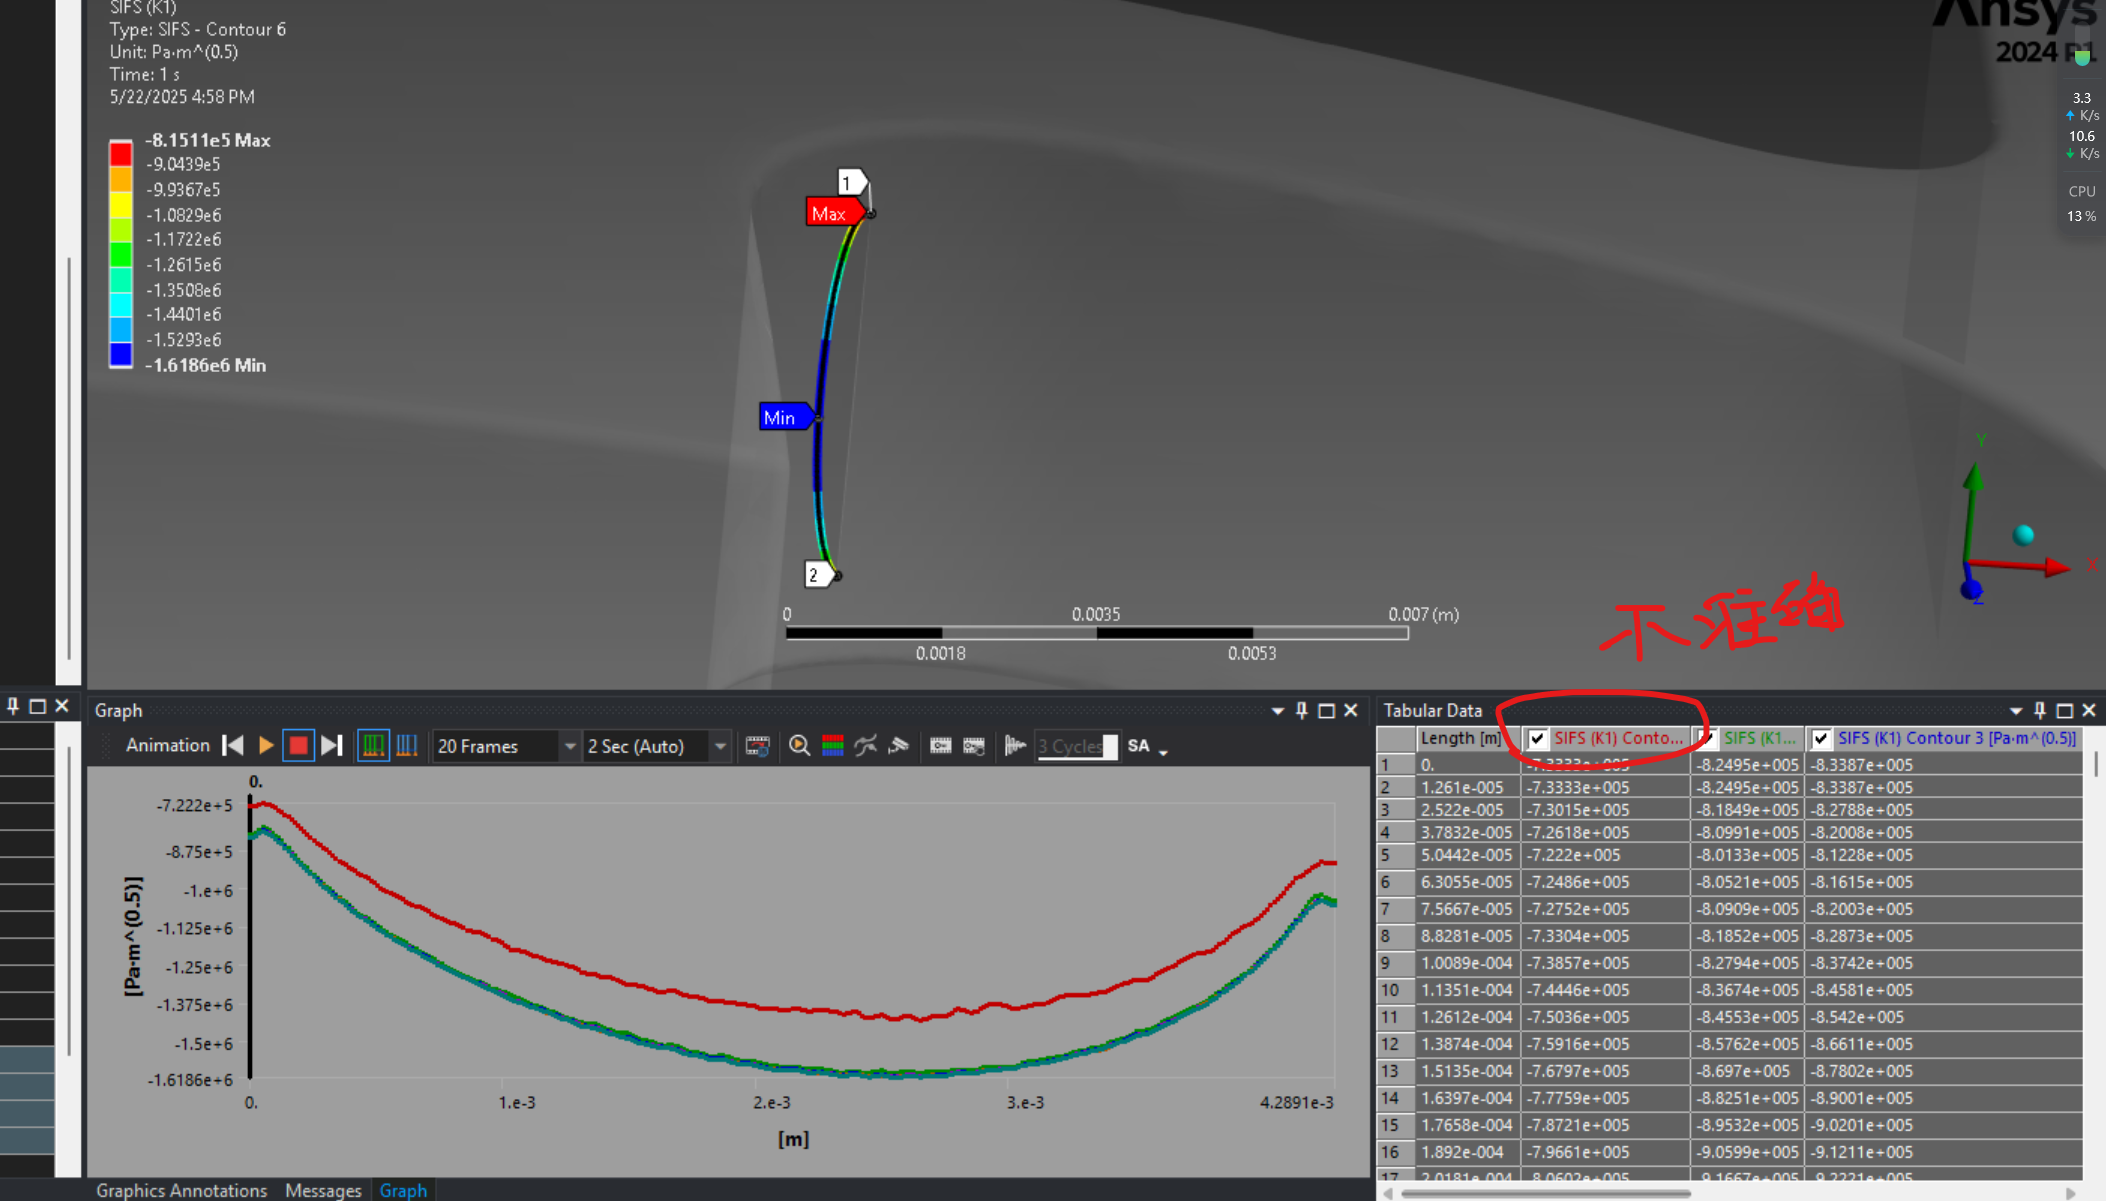 SIFS (K1)
Type: SIFS - Contour 6
Unit: Pa·m^(0.5)
Time: 1 s
5/22/2025 4:58 PM
-8.1511e5 Max
-9.0439e5
-9.9367e5
-1.0829e6
-1.1722e6
-1.2615e6
-1.3508e6
-1.4401e6
-1.5293e6
-1.6186e6 Min
Ansys
2024 R1
3.3
K/s
10.6
K/s
CPU
13 %
1
Max
Min
2
Y
X
Z
0 0.0035 0.007 (m)
0.0018 0.0053
不准确
Graph
Animation 20 Frames 2 Sec (Auto) 3 Cycles SA
0.
-7.222e+5
-8.75e+5
-1.e+6
-1.125e+6
-1.25e+6
-1.375e+6
-1.5e+6
-1.6186e+6
[Pa·m^(0.5)]
0. 1.e-3 2.e-3 3.e-3 4.2891e-3
[m]
Graphics Annotations Messages Graph
Tabular Data
Length [m] SIFS (K1) Conto... SIFS (K1... SIFS (K1) Contour 3 [Pa·m^(0.5)]
1 0. -7.3333e+005 -8.2495e+005 -8.3387e+005
2 1.261e-005 -7.3333e+005 -8.2495e+005 -8.3387e+005
3 2.522e-005 -7.3015e+005 -8.1849e+005 -8.2788e+005
4 3.7832e-005 -7.2618e+005 -8.0991e+005 -8.2008e+005
5 5.0442e-005 -7.222e+005 -8.0133e+005 -8.1228e+005
6 6.3055e-005 -7.2486e+005 -8.0521e+005 -8.1615e+005
7 7.5667e-005 -7.2752e+005 -8.0909e+005 -8.2003e+005
8 8.8281e-005 -7.3304e+005 -8.1852e+005 -8.2873e+005
9 1.0089e-004 -7.3857e+005 -8.2794e+005 -8.3742e+005
10 1.1351e-004 -7.4446e+005 -8.3674e+005 -8.4581e+005
11 1.2612e-004 -7.5036e+005 -8.4553e+005 -8.542e+005
12 1.3874e-004 -7.5916e+005 -8.5762e+005 -8.6611e+005
13 1.5135e-004 -7.6797e+005 -8.697e+005 -8.7802e+005
14 1.6397e-004 -7.7759e+005 -8.8251e+005 -8.9001e+005
15 1.7658e-004 -7.8721e+005 -8.9532e+005 -9.0201e+005
16 1.892e-004 -7.9661e+005 -9.0599e+005 -9.1211e+005
17 2.0181e-004 -8.0602e+005 -9.1667e+005 -9.2221e+005